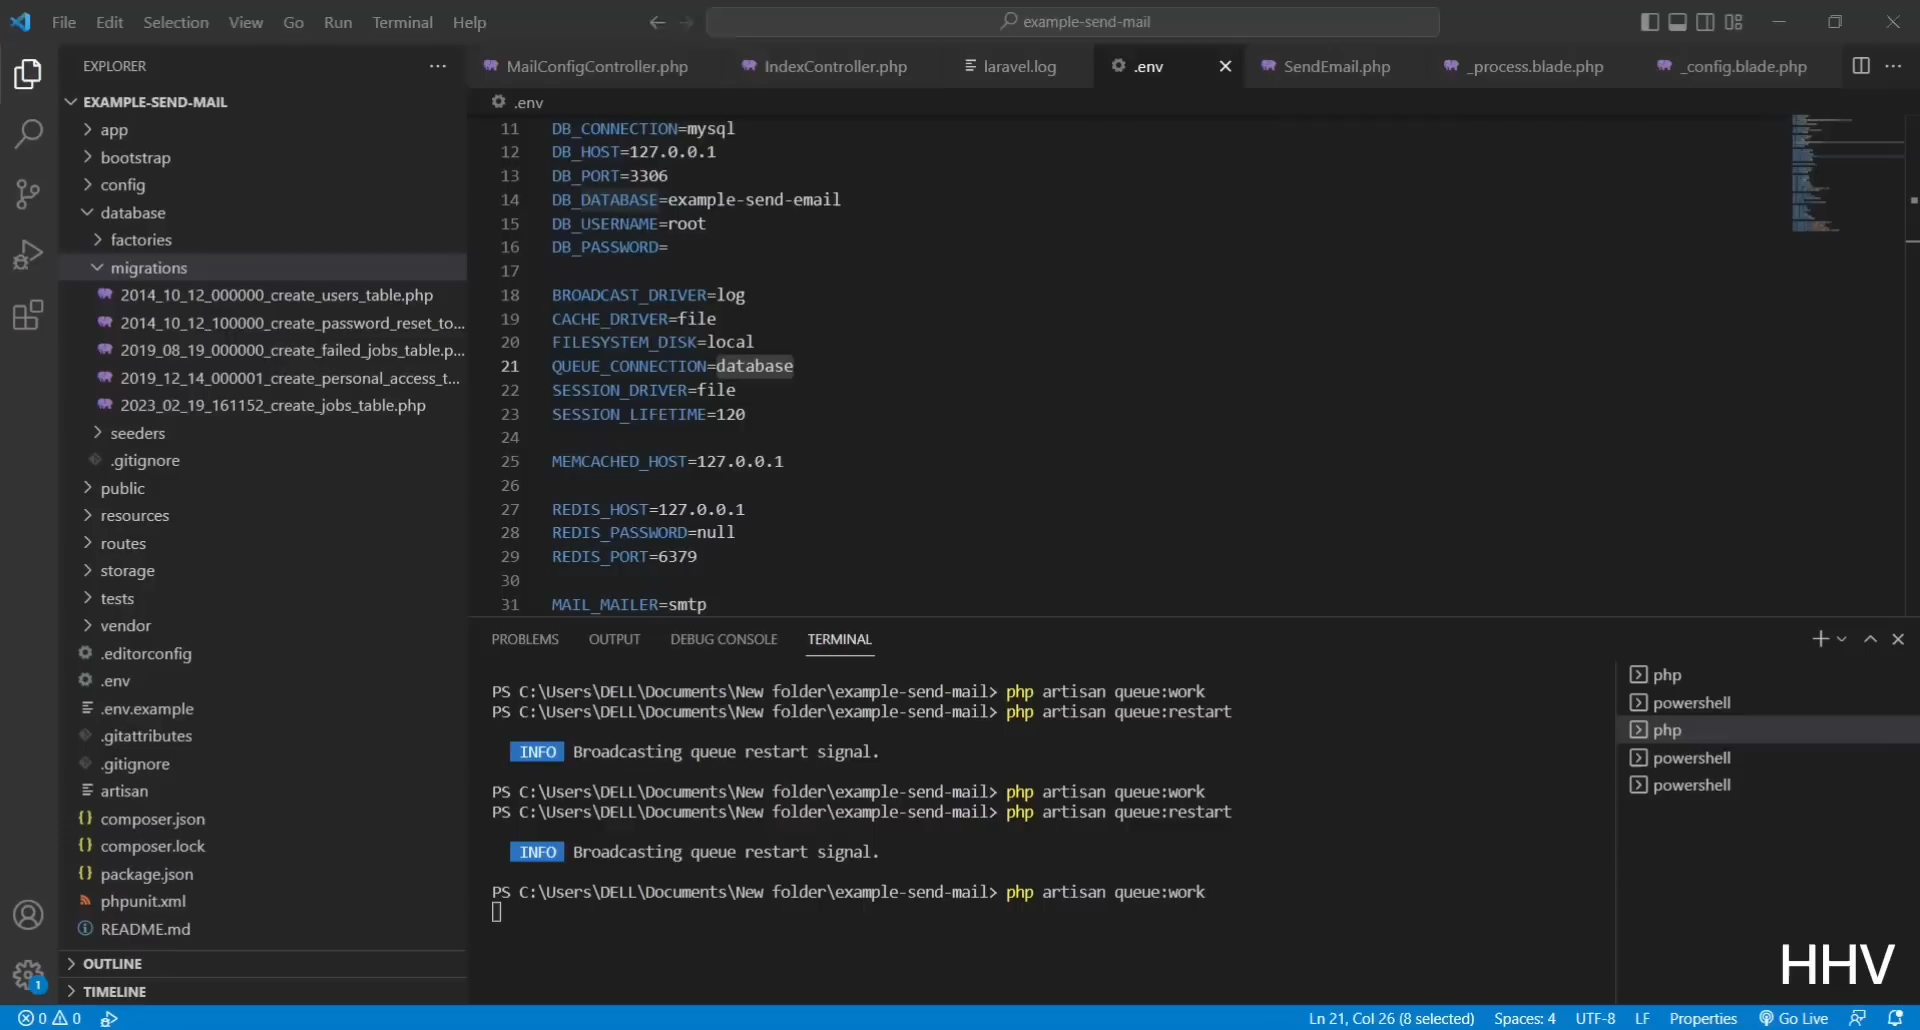 File Edit Selection View Go Run Terminal Help
example-send-mail
EXPLORER
EXAMPLE-SEND-MAIL
app
bootstrap
config
database
factories
migrations
2014_10_12_000000_create_users_table.php
2014_10_12_100000_create_password_reset_to...
2019_08_19_000000_create_failed_jobs_table.p...
2019_12_14_000001_create_personal_access_t...
2023_02_19_161152_create_jobs_table.php
seeders
.gitignore
public
resources
routes
storage
tests
vendor
.editorconfig
.env
.env.example
.gitattributes
.gitignore
artisan
composer.json
composer.lock
package.json
phpunit.xml
README.md
OUTLINE
TIMELINE
MailConfigController.php
IndexController.php
laravel.log
.env
SendEmail.php
_process.blade.php
_config.blade.php
.env
11 DB_CONNECTION=mysql
12 DB_HOST=127.0.0.1
13 DB_PORT=3306
14 DB_DATABASE=example-send-email
15 DB_USERNAME=root
16 DB_PASSWORD=
17
18 BROADCAST_DRIVER=log
19 CACHE_DRIVER=file
20 FILESYSTEM_DISK=local
21 QUEUE_CONNECTION=database
22 SESSION_DRIVER=file
23 SESSION_LIFETIME=120
24
25 MEMCACHED_HOST=127.0.0.1
26
27 REDIS_HOST=127.0.0.1
28 REDIS_PASSWORD=null
29 REDIS_PORT=6379
30
31 MAIL_MAILER=smtp
PROBLEMS OUTPUT DEBUG CONSOLE TERMINAL
PS C:\Users\DELL\Documents\New folder\example-send-mail> php artisan queue:work
PS C:\Users\DELL\Documents\New folder\example-send-mail> php artisan queue:restart
INFO Broadcasting queue restart signal.
PS C:\Users\DELL\Documents\New folder\example-send-mail> php artisan queue:work
PS C:\Users\DELL\Documents\New folder\example-send-mail> php artisan queue:restart
INFO Broadcasting queue restart signal.
PS C:\Users\DELL\Documents\New folder\example-send-mail> php artisan queue:work
php
powershell
php
powershell
powershell
HHV
1
0 0
Ln 21, Col 26 (8 selected) Spaces: 4 UTF-8 LF Properties Go Live